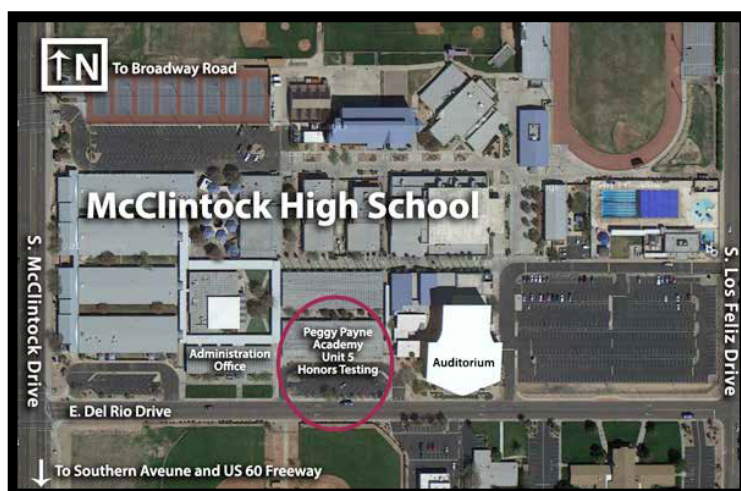 N
To Broadway Road
McClintock High School
S. McClintock Drive
S. Los Feliz Drive
Peggy Payne
Academy
Unit 5
Honors Testing
Administration
Office
Auditorium
E. Del Rio Drive
To Southern Aveune and US 60 Freeway